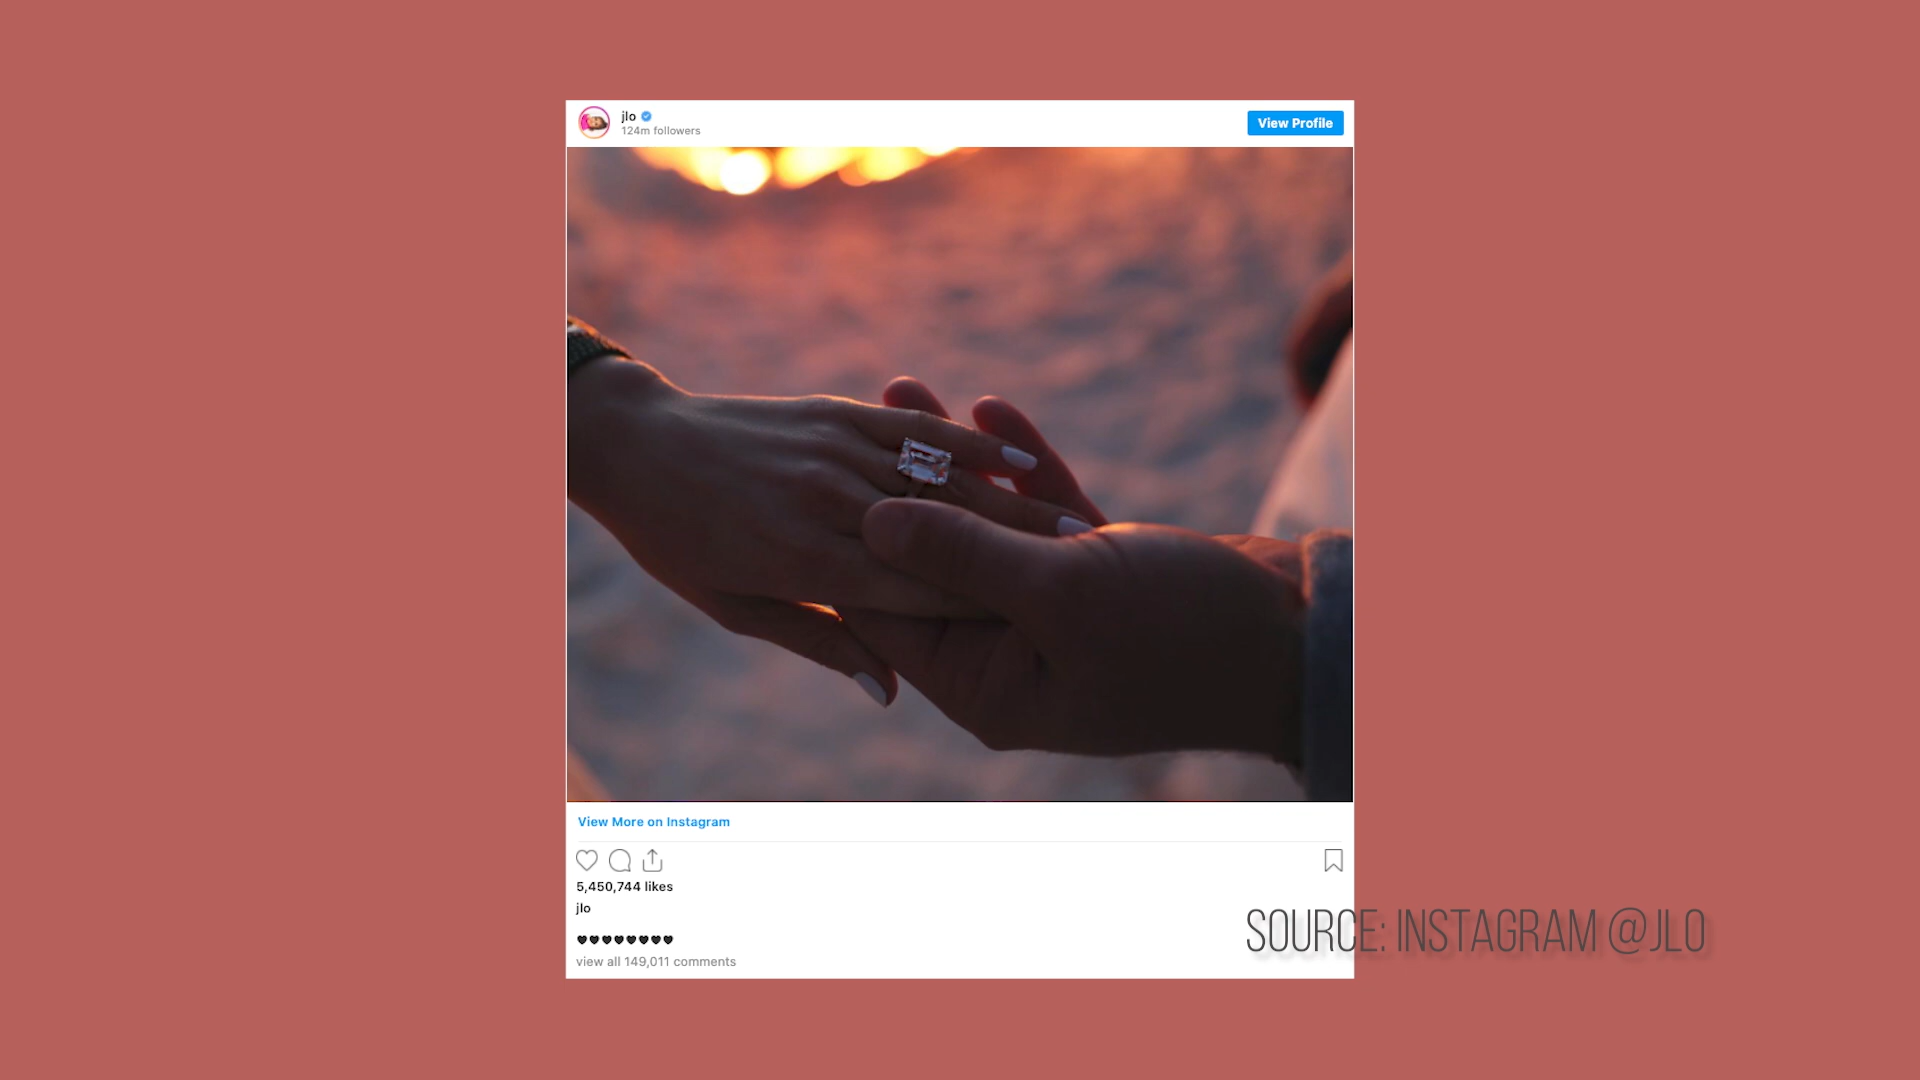 jlo
124m followers
View Profile
View More on Instagram
5,450,744 likes
jlo
🖤🖤🖤🖤🖤🖤🖤🖤
view all 149,011 comments
SOURCE: INSTAGRAM @JLO